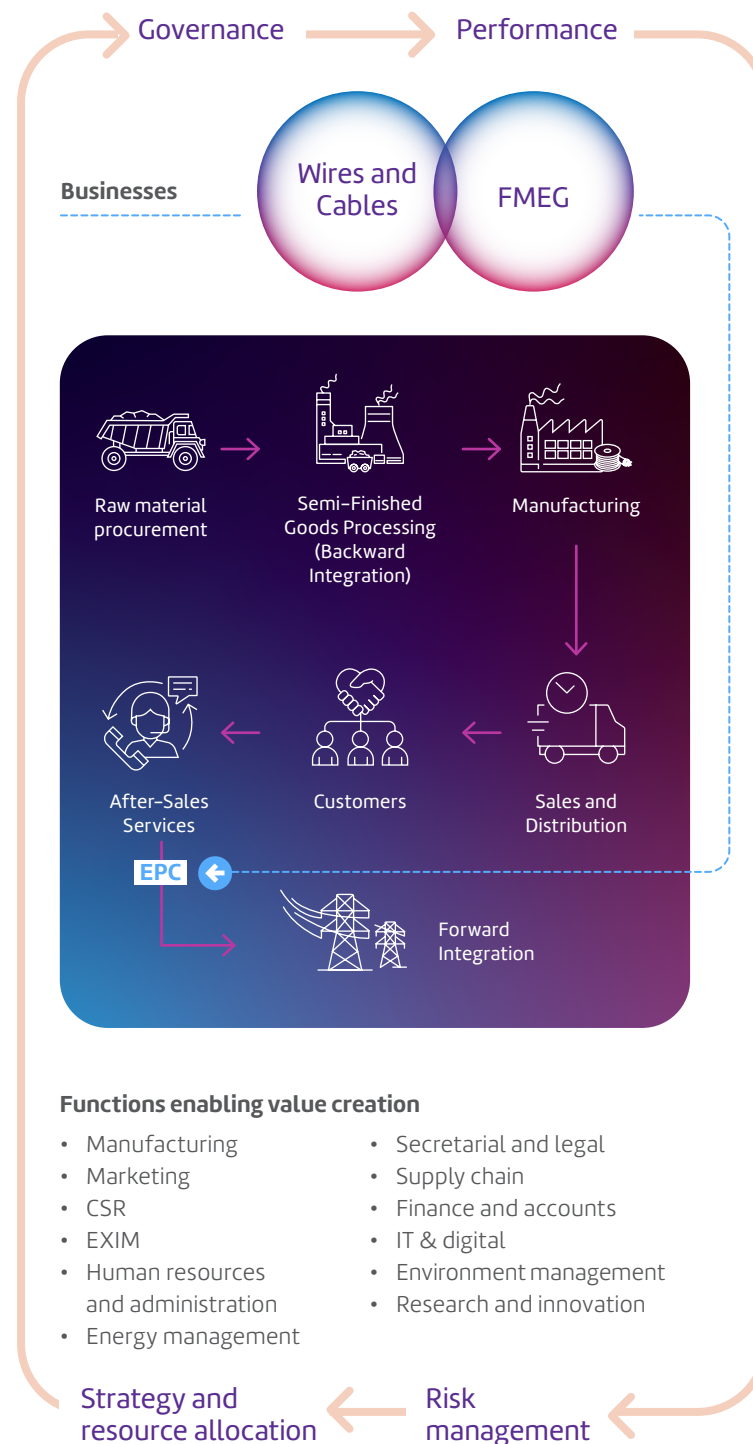 Governance
Performance
Businesses
Wires and
Cables
FMEG
Raw material
procurement
Semi-Finished
Goods Processing
(Backward
Integration)
Manufacturing
After-Sales
Services
Customers
Sales and
Distribution
EPC
Forward
Integration
Functions enabling value creation
• Manufacturing
• Marketing
• CSR
• EXIM
• Human resources
and administration
• Energy management
• Secretarial and legal
• Supply chain
• Finance and accounts
• IT & digital
• Environment management
• Research and innovation
Strategy and
resource allocation
Risk
management